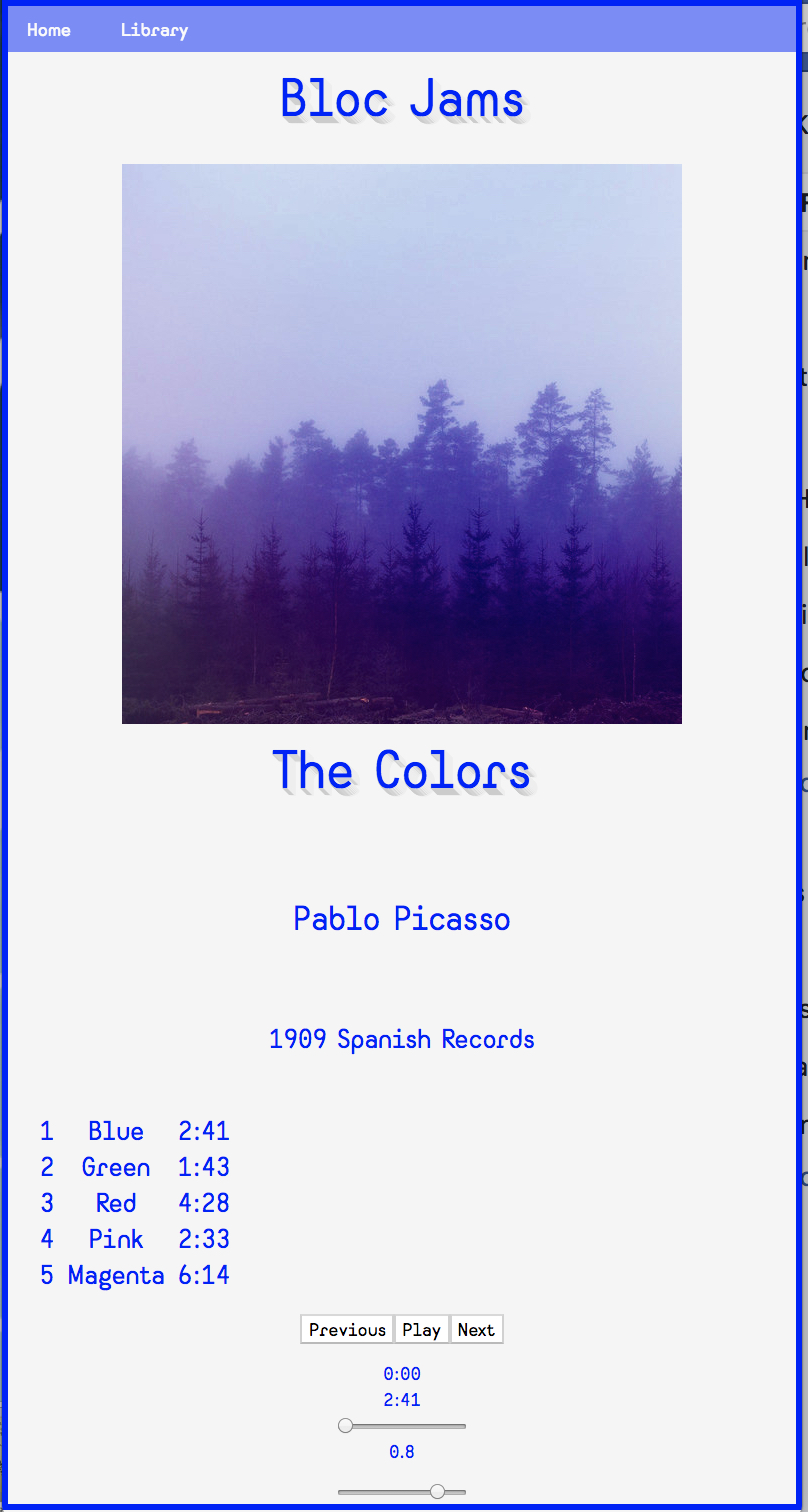 Home Library
Bloc Jams
The Colors
Pablo Picasso
1909 Spanish Records
1 Blue 2:41
2 Green 1:43
3 Red 4:28
4 Pink 2:33
5 Magenta 6:14
Previous Play Next
0:00
2:41
0.8